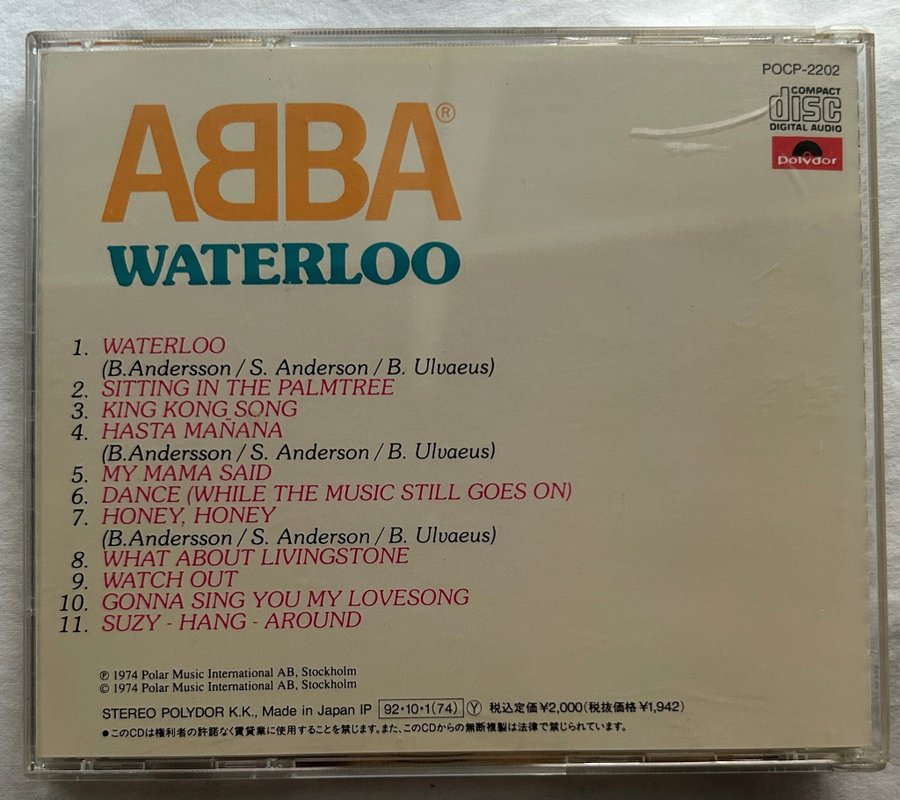 POCP-2202
COMPACT
disc
DIGITAL AUDIO
polydor
ABBA®
WATERLOO
1. WATERLOO
(B.Andersson / S. Anderson / B. Ulvaeus)
2. SITTING IN THE PALMTREE
3. KING KONG SONG
4. HASTA MAÑANA
(B.Andersson / S. Anderson / B. Ulvaeus)
5. MY MAMA SAID
6. DANCE (WHILE THE MUSIC STILL GOES ON)
7. HONEY, HONEY
(B.Andersson / S. Anderson / B. Ulvaeus)
8. WHAT ABOUT LIVINGSTONE
9. WATCH OUT
10. GONNA SING YOU MY LOVESONG
11. SUZY - HANG - AROUND
℗ 1974 Polar Music International AB, Stockholm
© 1974 Polar Music International AB, Stockholm
STEREO POLYDOR K.K., Made in Japan IP 92・10・1(74) Ⓨ 税込定価¥2,000(税抜価格¥1,942)
●このCDは権利者の許諾なく賃貸業に使用することを禁じます。また、このCDからの無断複製は法律で禁じられています。